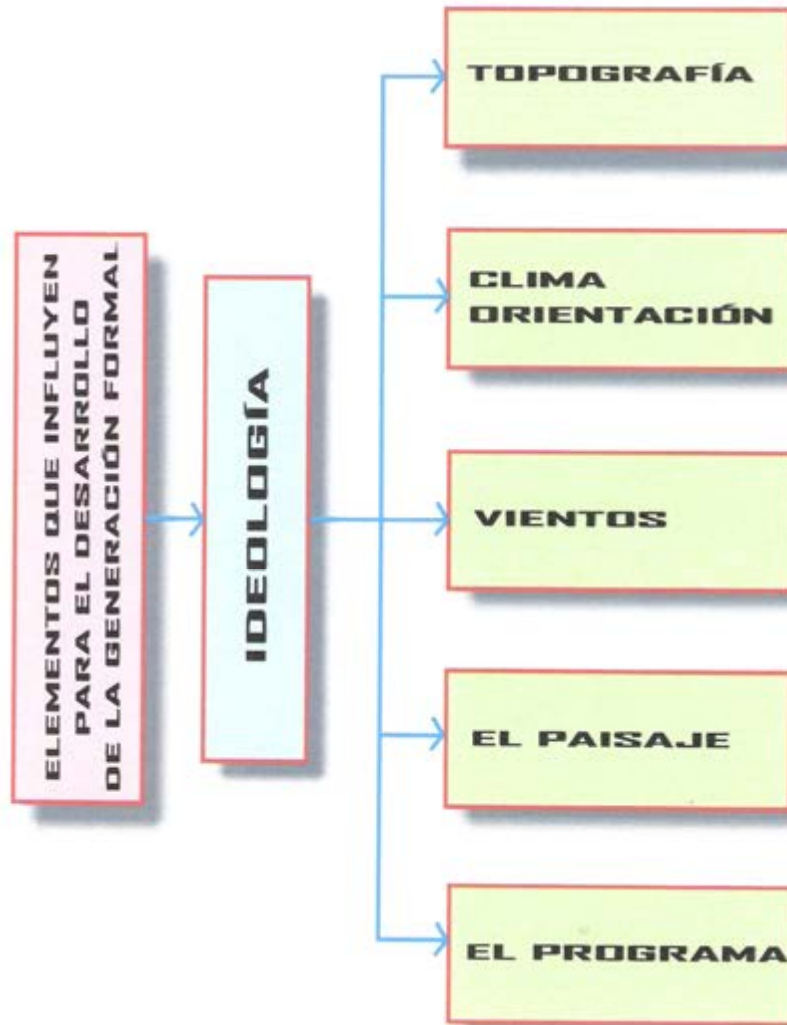 ELEMENTOS QUE INFLUYEN
PARA EL DESARROLLO
DE LA GENERACIÓN FORMAL
IDEOLOGÍA
TOPOGRAFÍA
CLIMA
ORIENTACIÓN
VIENTOS
EL PAISAJE
EL PROGRAMA